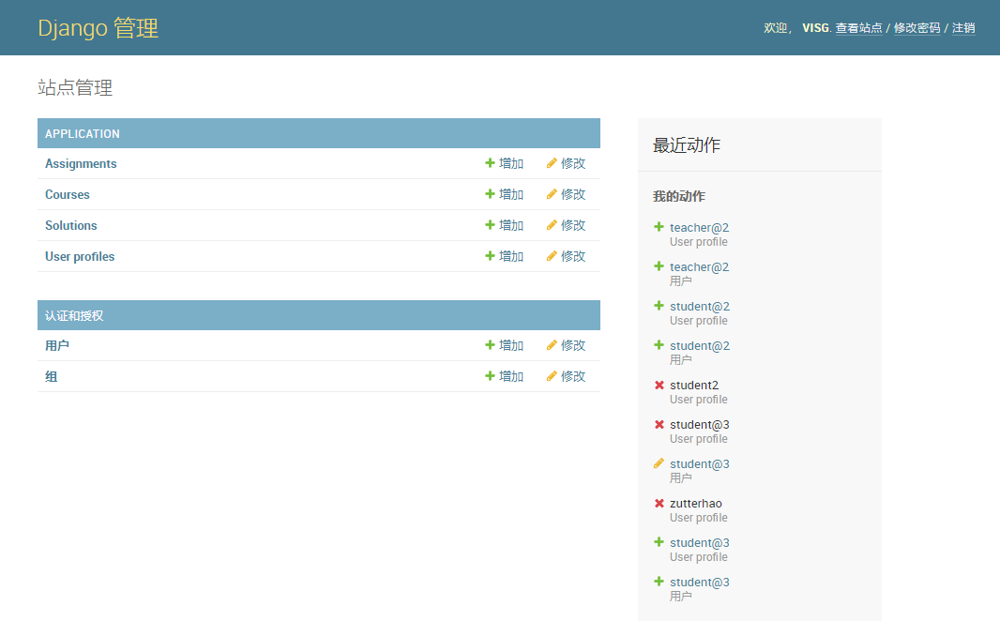 Django 管理
欢迎， VISG. 查看站点 / 修改密码 / 注销
站点管理
APPLICATION
Assignments 增加 修改
Courses 增加 修改
Solutions 增加 修改
User profiles 增加 修改
认证和授权
用户 增加 修改
组 增加 修改
最近动作
我的动作
teacher@2
User profile
teacher@2
用户
student@2
User profile
student@2
用户
student2
User profile
student@3
User profile
student@3
用户
zutterhao
User profile
student@3
User profile
student@3
用户